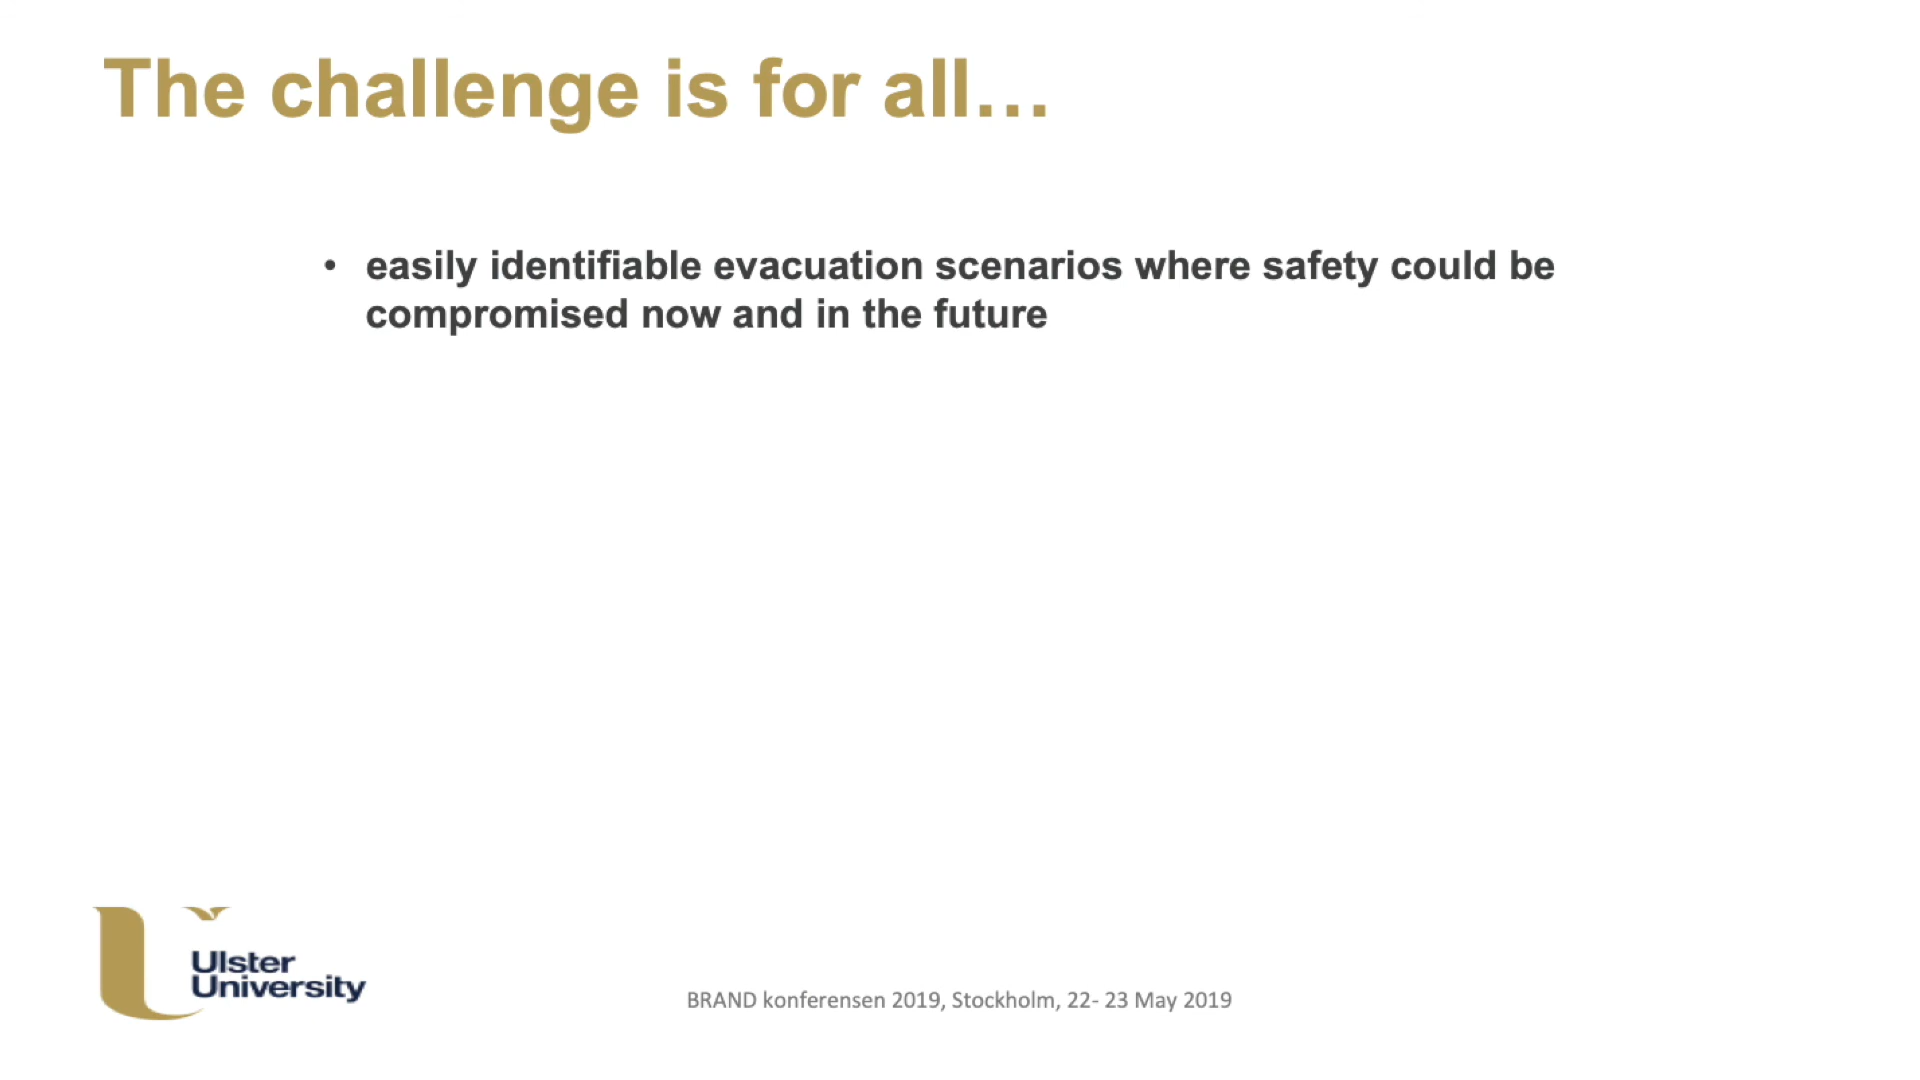 The challenge is for all…
• easily identifiable evacuation scenarios where safety could be
compromised now and in the future
Ulster
University
BRAND konferensen 2019, Stockholm, 22- 23 May 2019